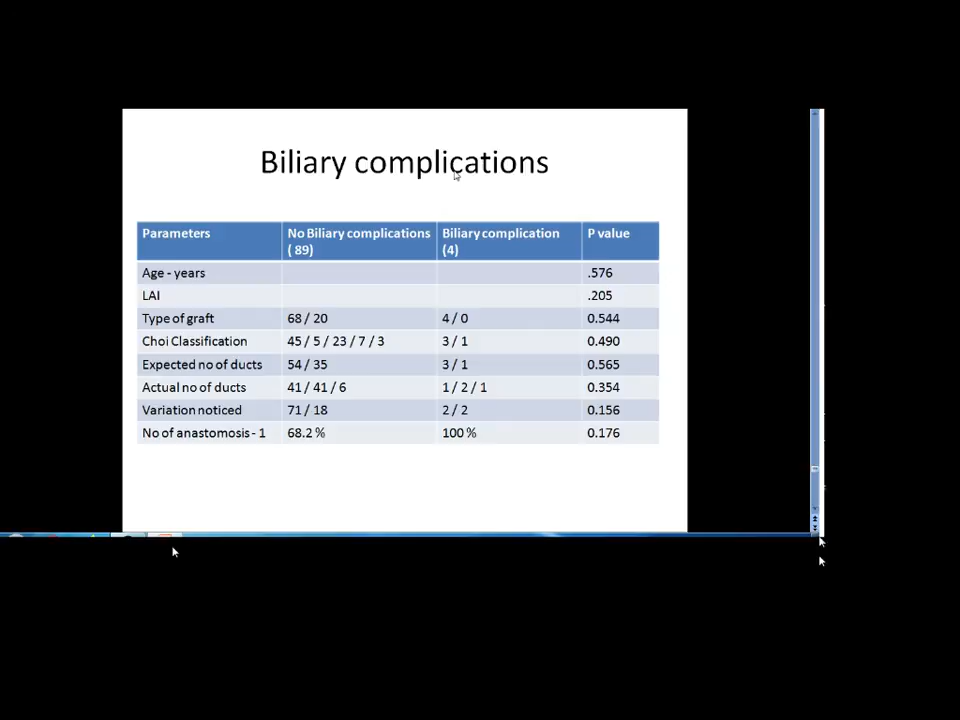 Biliary complications
Parameters No Biliary complications ( 89) Biliary complication (4) P value
Age - years .576
LAI .205
Type of graft 68 / 20 4 / 0 0.544
Choi Classification 45 / 5 / 23 / 7 / 3 3 / 1 0.490
Expected no of ducts 54 / 35 3 / 1 0.565
Actual no of ducts 41 / 41 / 6 1 / 2 / 1 0.354
Variation noticed 71 / 18 2 / 2 0.156
No of anastomosis - 1 68.2 % 100 % 0.176